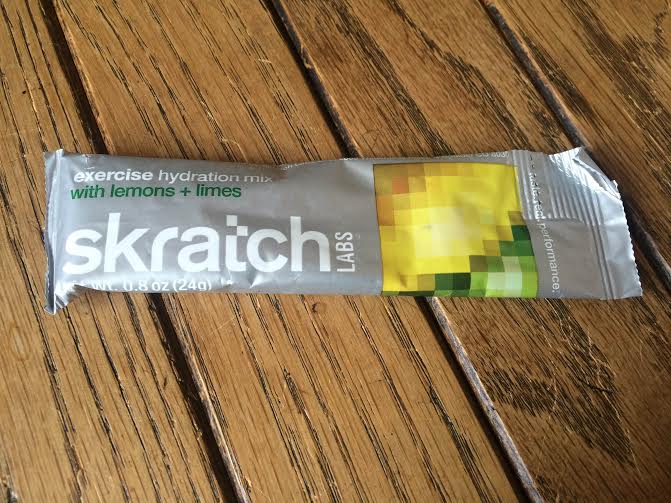 exercise hydration mix
with lemons + limes
skratch
LABS
WT. 0.8 oz (24g)
performance: